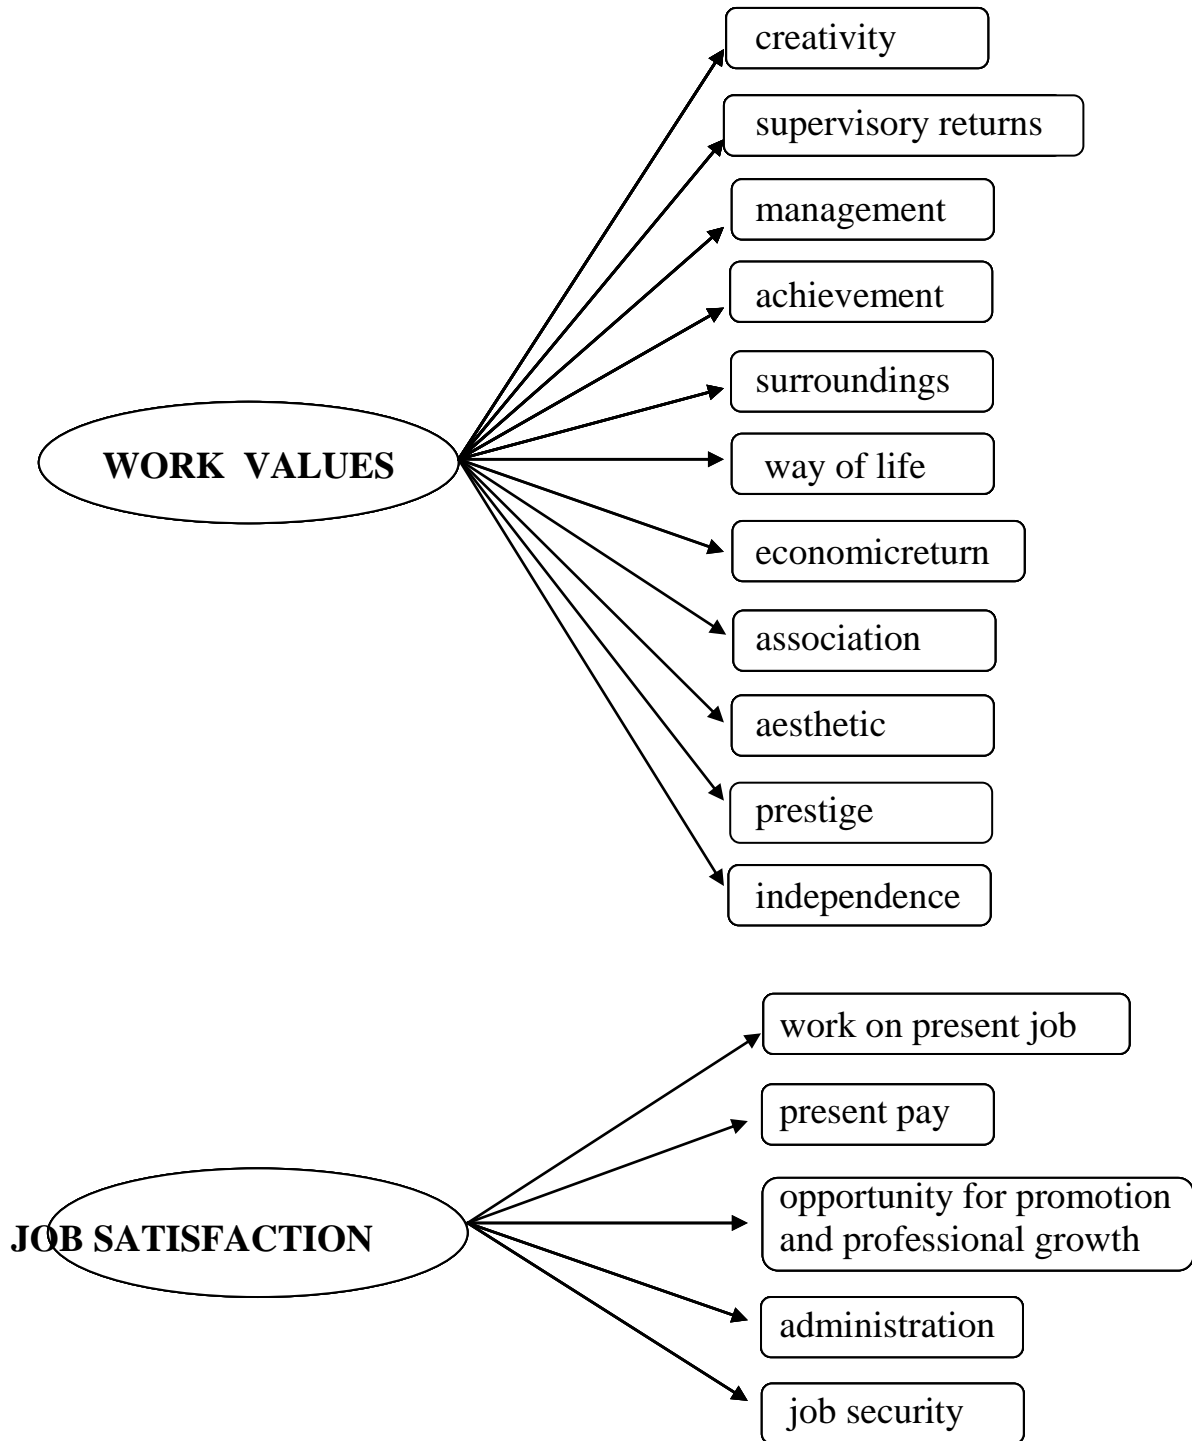 creativity
supervisory returns
management
achievement
surroundings
WORK VALUES
way of life
economicreturn
association
aesthetic
prestige
independence
work on present job
present pay
opportunity for promotion
and professional growth
JOB SATISFACTION
administration
job security